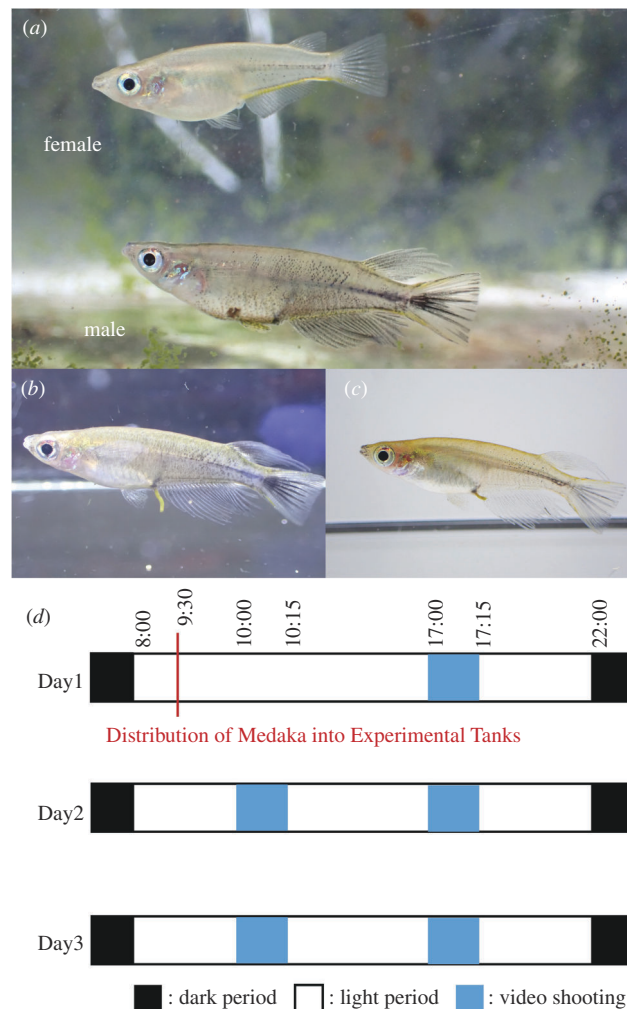 (a)
female
male
(b)
(c)
(d)
8:00
9:30
10:00
10:15
17:00
17:15
22:00
Day1
Distribution of Medaka into Experimental Tanks
Day2
Day3
: dark period : light period : video shooting